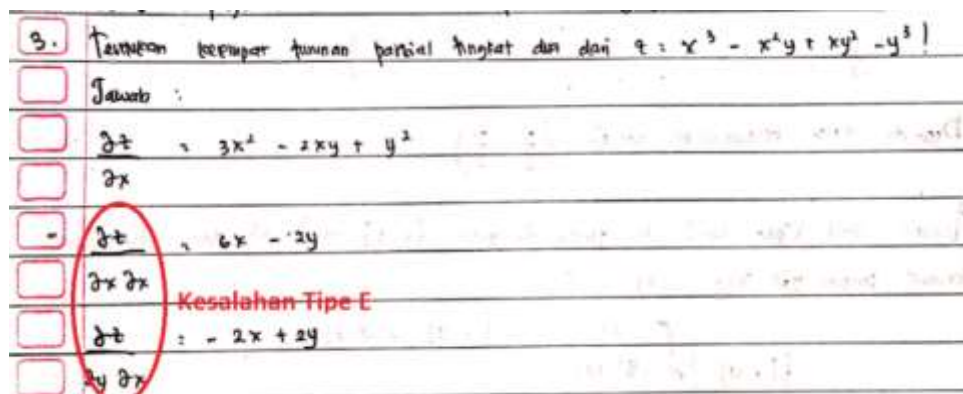 3. Tentukan keempat turunan parsial tingkat dua dari z = x³ - x²y + xy² - y³ !
Jawab :
∂z/∂x = 3x² - 2xy + y²
- ∂z/∂x ∂x = 6x - 2y
Kesalahan Tipe E
∂z/∂y ∂x = - 2x + 2y